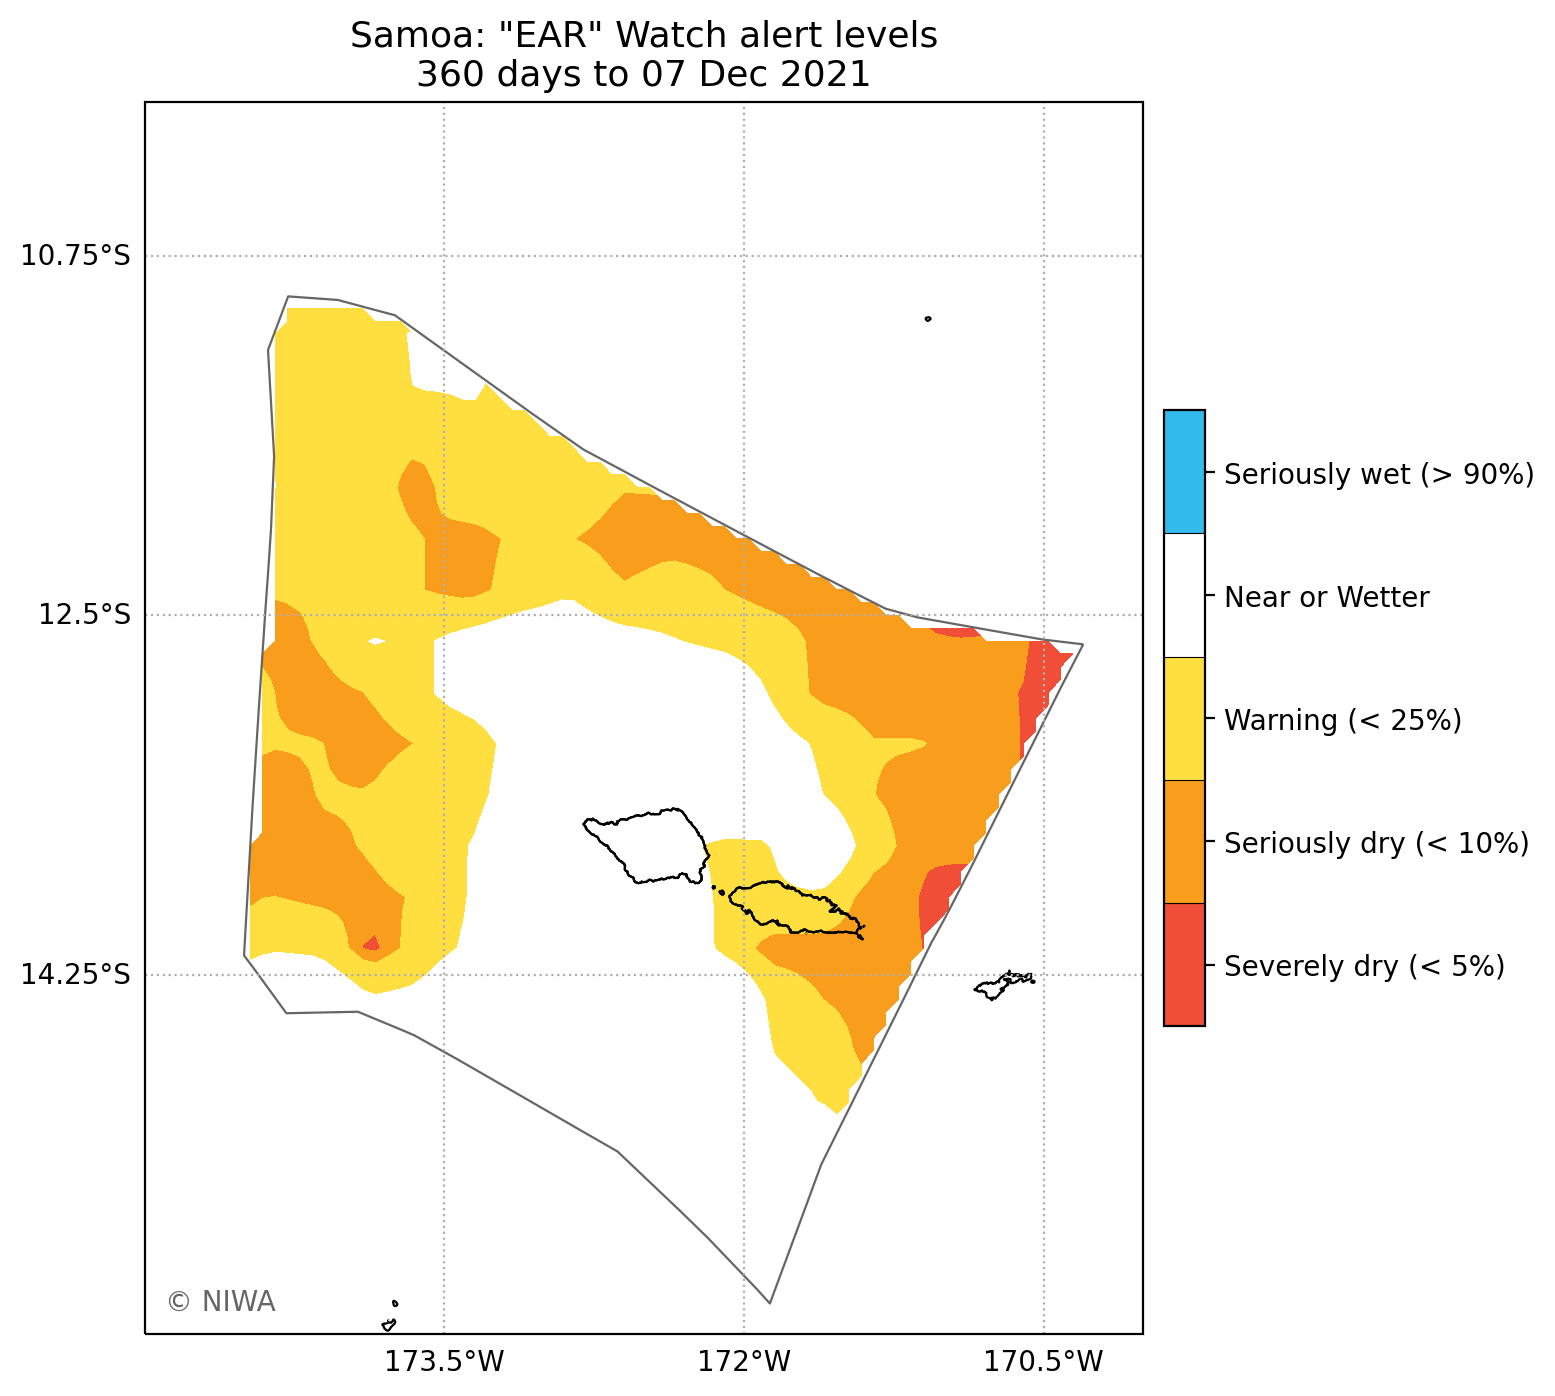 Samoa: "EAR" Watch alert levels
360 days to 07 Dec 2021
10.75°S
12.5°S
14.25°S
173.5°W
172°W
170.5°W
Seriously wet (> 90%)
Near or Wetter
Warning (< 25%)
Seriously dry (< 10%)
Severely dry (< 5%)
© NIWA